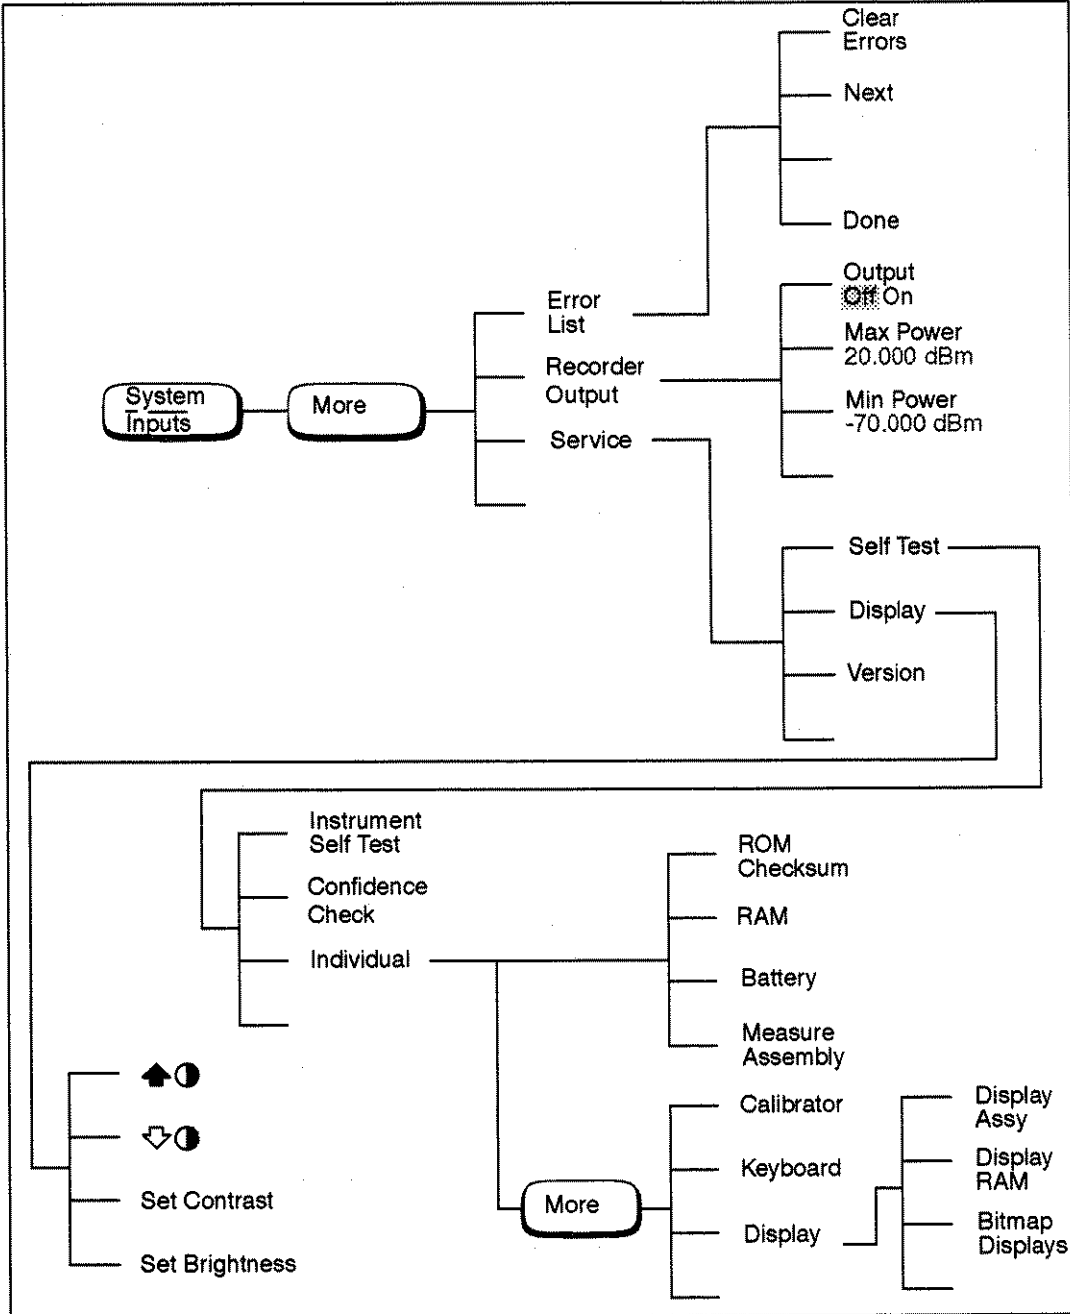 Clear
Errors
Next
Done
Error
List
Recorder
Output
Service
Output
Off On
Max Power
20.000 dBm
Min Power
-70.000 dBm
System
Inputs
More
Self Test
Display
Version
Instrument
Self Test
Confidence
Check
Individual
ROM
Checksum
RAM
Battery
Measure
Assembly
Set Contrast
Set Brightness
More
Calibrator
Keyboard
Display
Display
Assy
Display
RAM
Bitmap
Displays